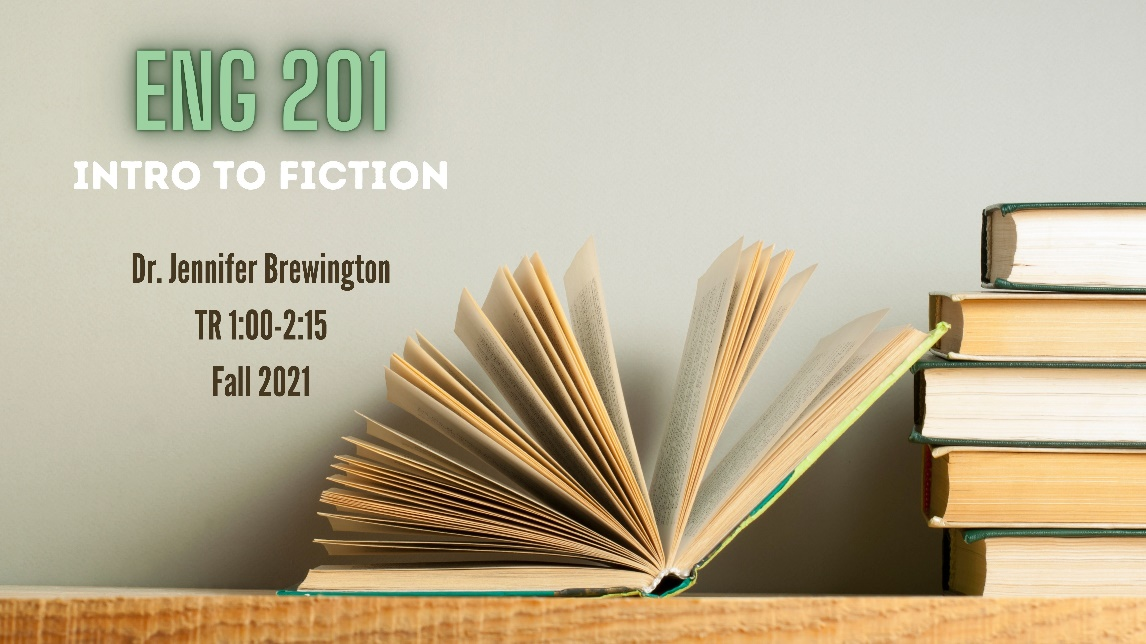 ENG 201
INTRO TO FICTION
Dr. Jennifer Brewington
TR 1:00-2:15
Fall 2021